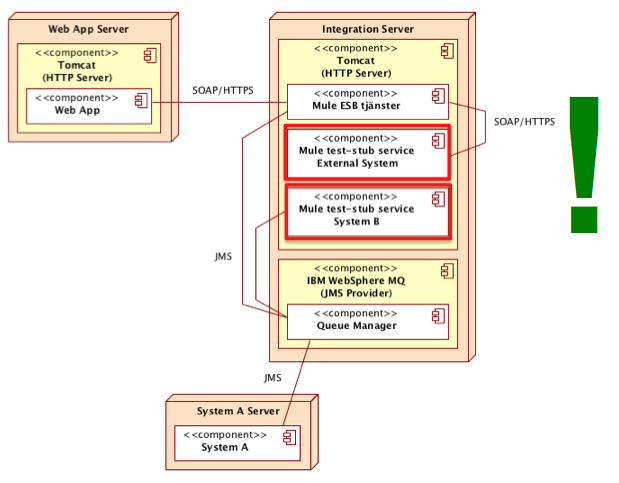 Web App Server
<<component>>
Tomcat
(HTTP Server)
<<component>>
Web App
SOAP/HTTPS
Integration Server
<<component>>
Tomcat
(HTTP Server)
<<component>>
Mule ESB tjänster
SOAP/HTTPS
<<component>>
Mule test-stub service
External System
<<component>>
Mule test-stub service
System B
JMS
<<component>>
IBM WebSphere MQ
(JMS Provider)
<<component>>
Queue Manager
JMS
System A Server
<<component>>
System A
!